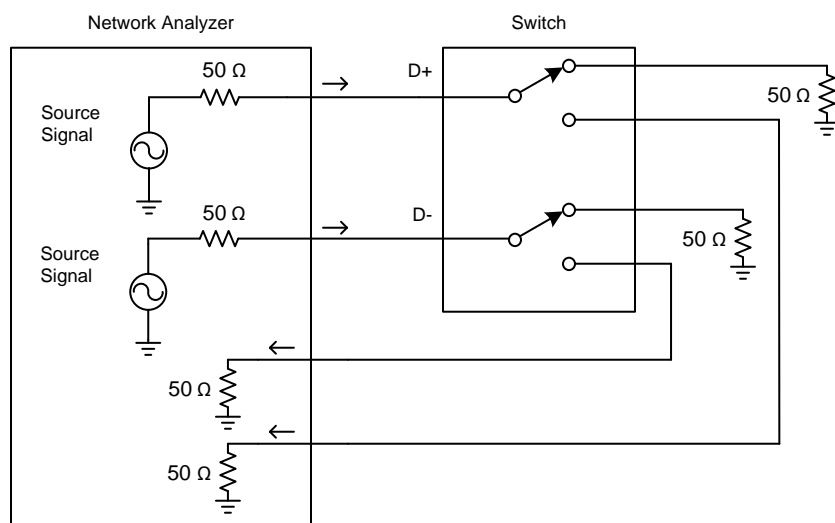 Network Analyzer
Switch
50 Ω
D+
50 Ω
Source
Signal
50 Ω
D-
50 Ω
Source
Signal
50 Ω
50 Ω